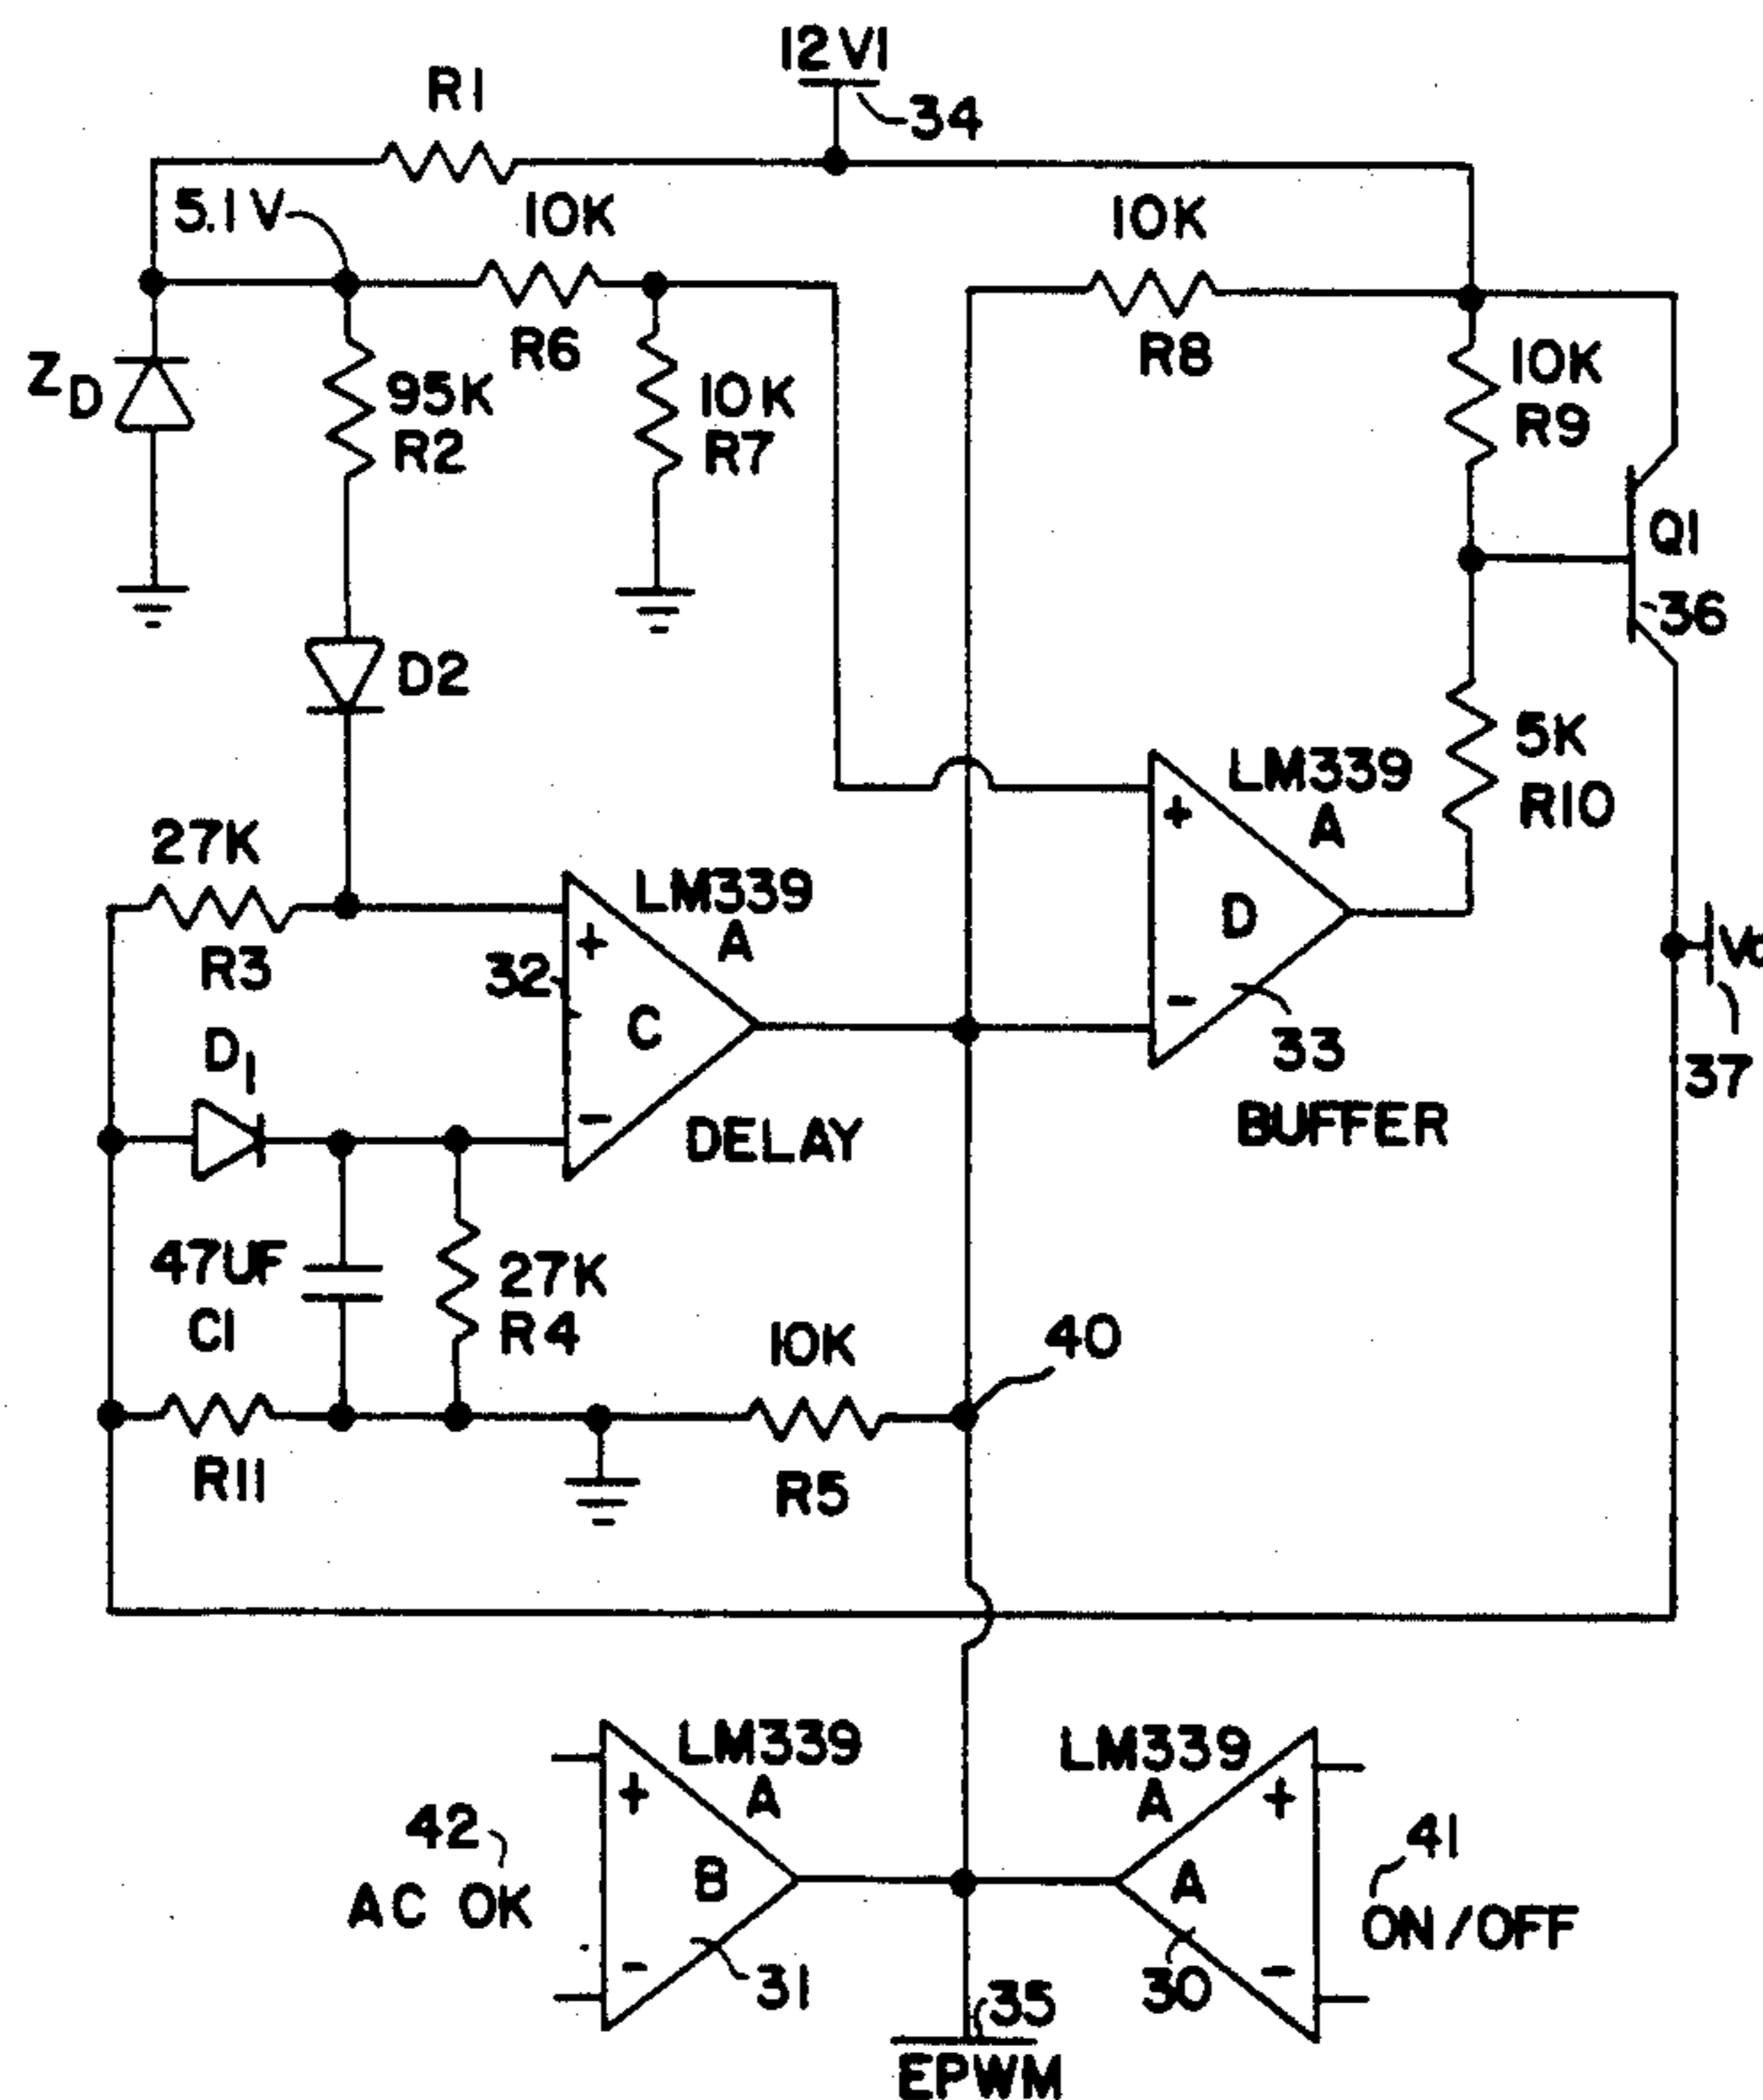 12V1
R1
34
5.1V
10K
10K
R6
R8
ZD
95K
R2
10K
R7
10K
R9
Q1
36
D2
LM339
A
5K
R10
27K
R3
LM339
A
+
D
-
33
BUFFER
37
32
+
C
-
DELAY
D1
47UF
C1
27K
R4
10K
40
R11
R5
LM339
A
+
B
-
31
42
AC OK
LM339
A
+
A
-
30
41
ON/OFF
35
EPWM